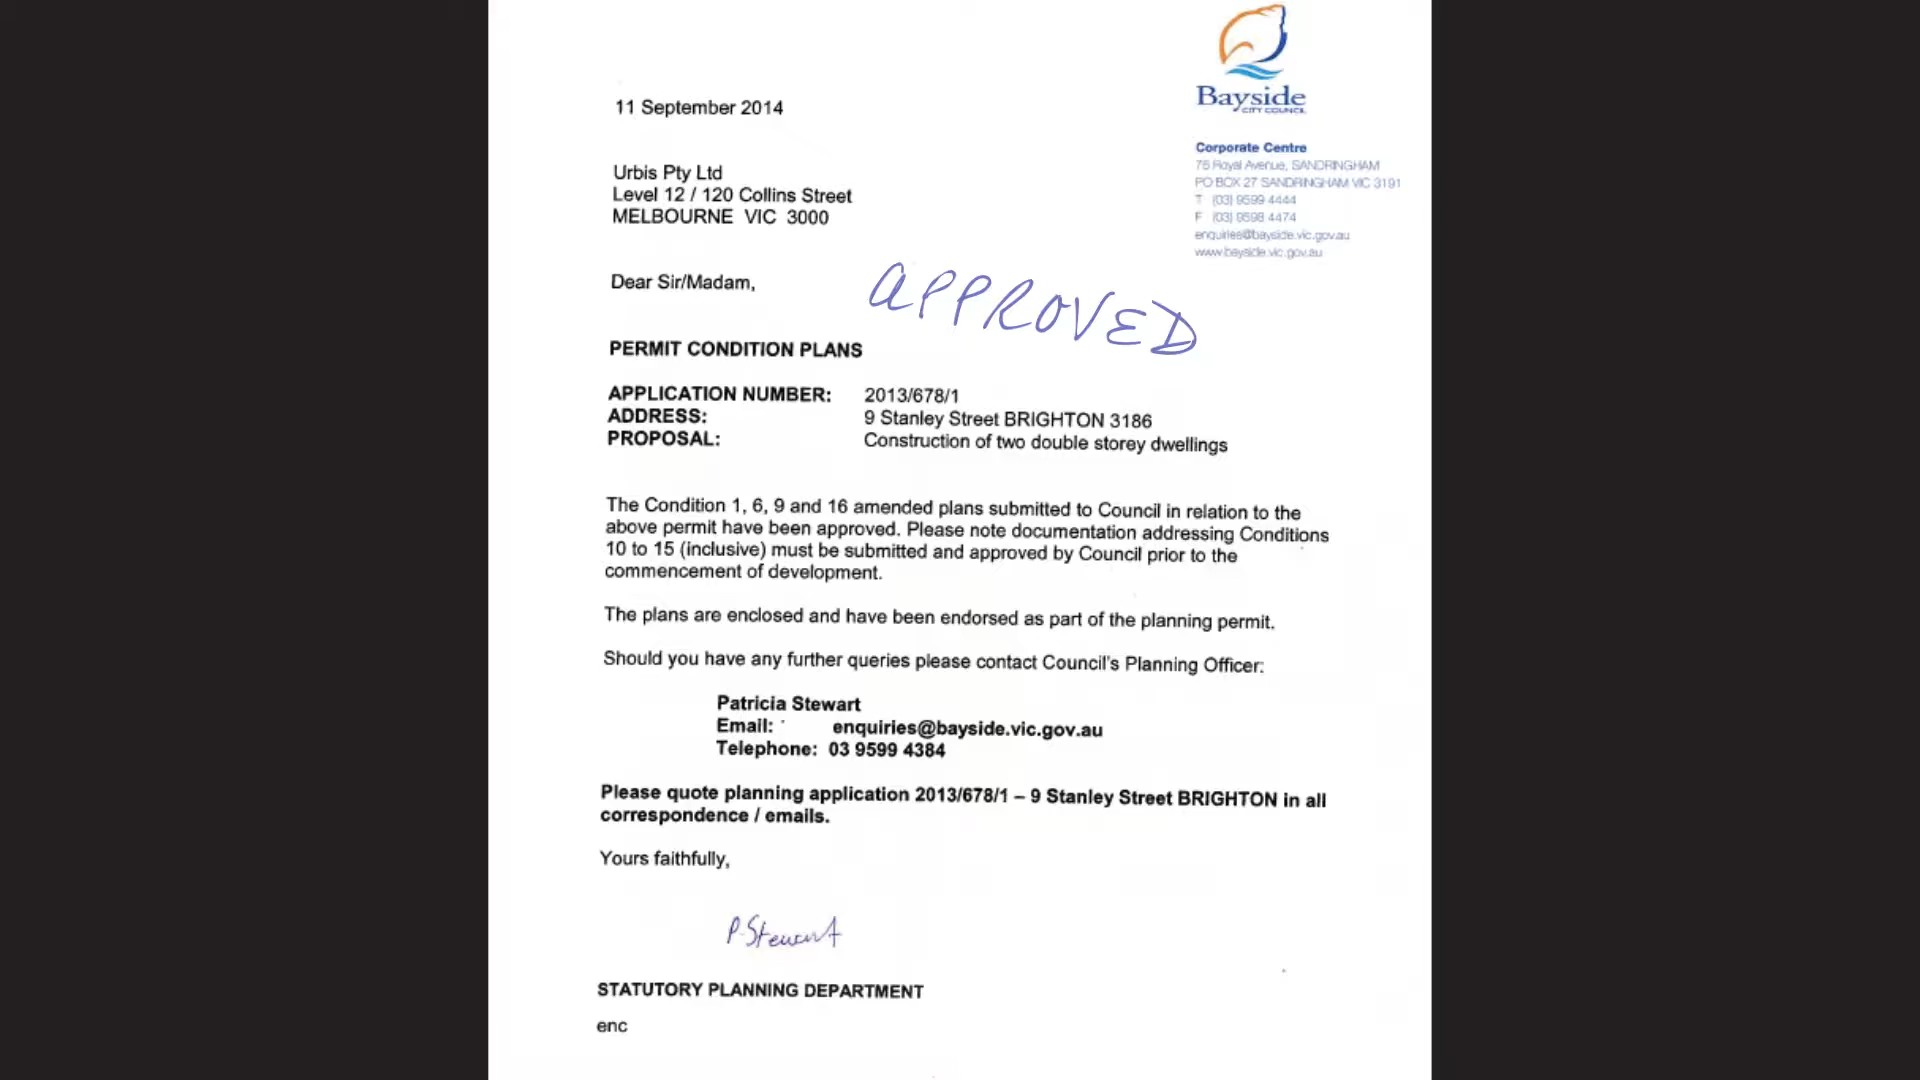 Bayside
CITY COUNCIL
11 September 2014
Corporate Centre
76 Royal Avenue, SANDRINGHAM
PO BOX 27 SANDRINGHAM VIC 3191
T (03) 9599 4444
F (03) 9598 4474
enquiries@bayside.vic.gov.au
www.bayside.vic.gov.au
Urbis Pty Ltd
Level 12 / 120 Collins Street
MELBOURNE VIC 3000
Dear Sir/Madam,
APPROVED
PERMIT CONDITION PLANS
APPLICATION NUMBER: 2013/678/1
ADDRESS: 9 Stanley Street BRIGHTON 3186
PROPOSAL: Construction of two double storey dwellings
The Condition 1, 6, 9 and 16 amended plans submitted to Council in relation to the
above permit have been approved. Please note documentation addressing Conditions
10 to 15 (inclusive) must be submitted and approved by Council prior to the
commencement of development.
The plans are enclosed and have been endorsed as part of the planning permit.
Should you have any further queries please contact Council's Planning Officer:
Patricia Stewart
Email: enquiries@bayside.vic.gov.au
Telephone: 03 9599 4384
Please quote planning application 2013/678/1 – 9 Stanley Street BRIGHTON in all
correspondence / emails.
Yours faithfully,
P Stewart
STATUTORY PLANNING DEPARTMENT
enc